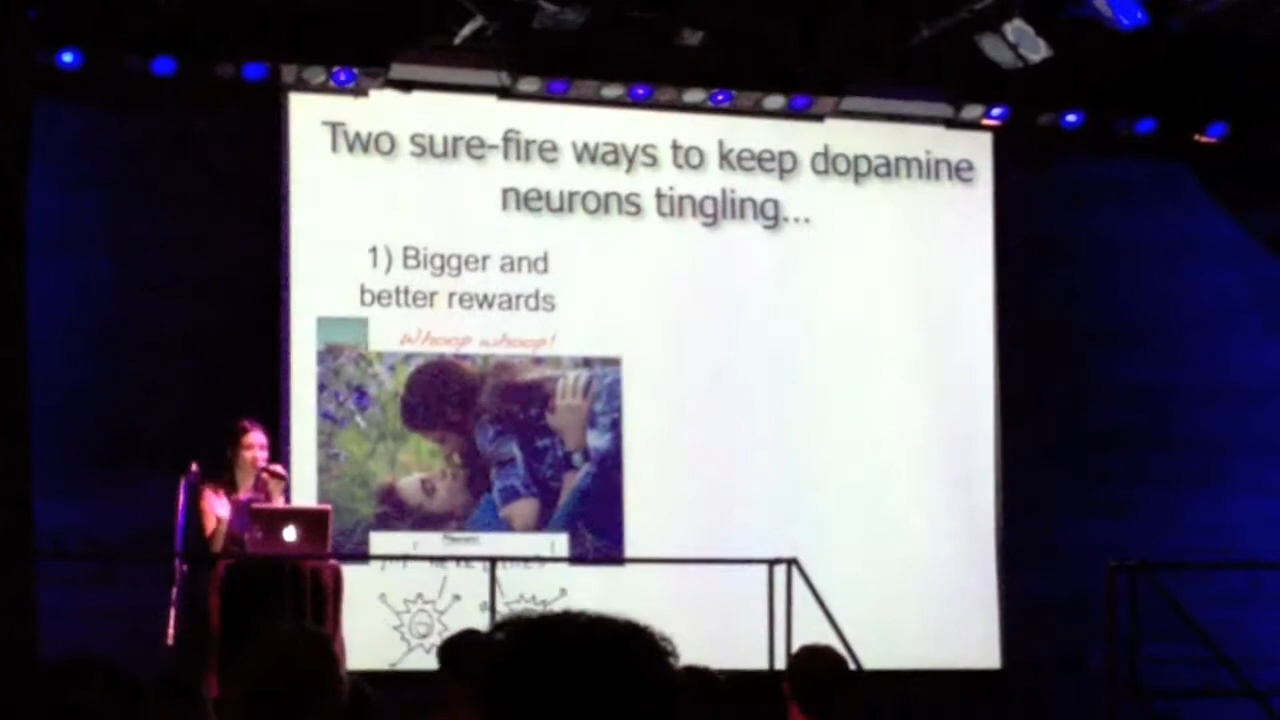 Two sure-fire ways to keep dopamine
neurons tingling...
1) Bigger and
better rewards
Whoop whoop!